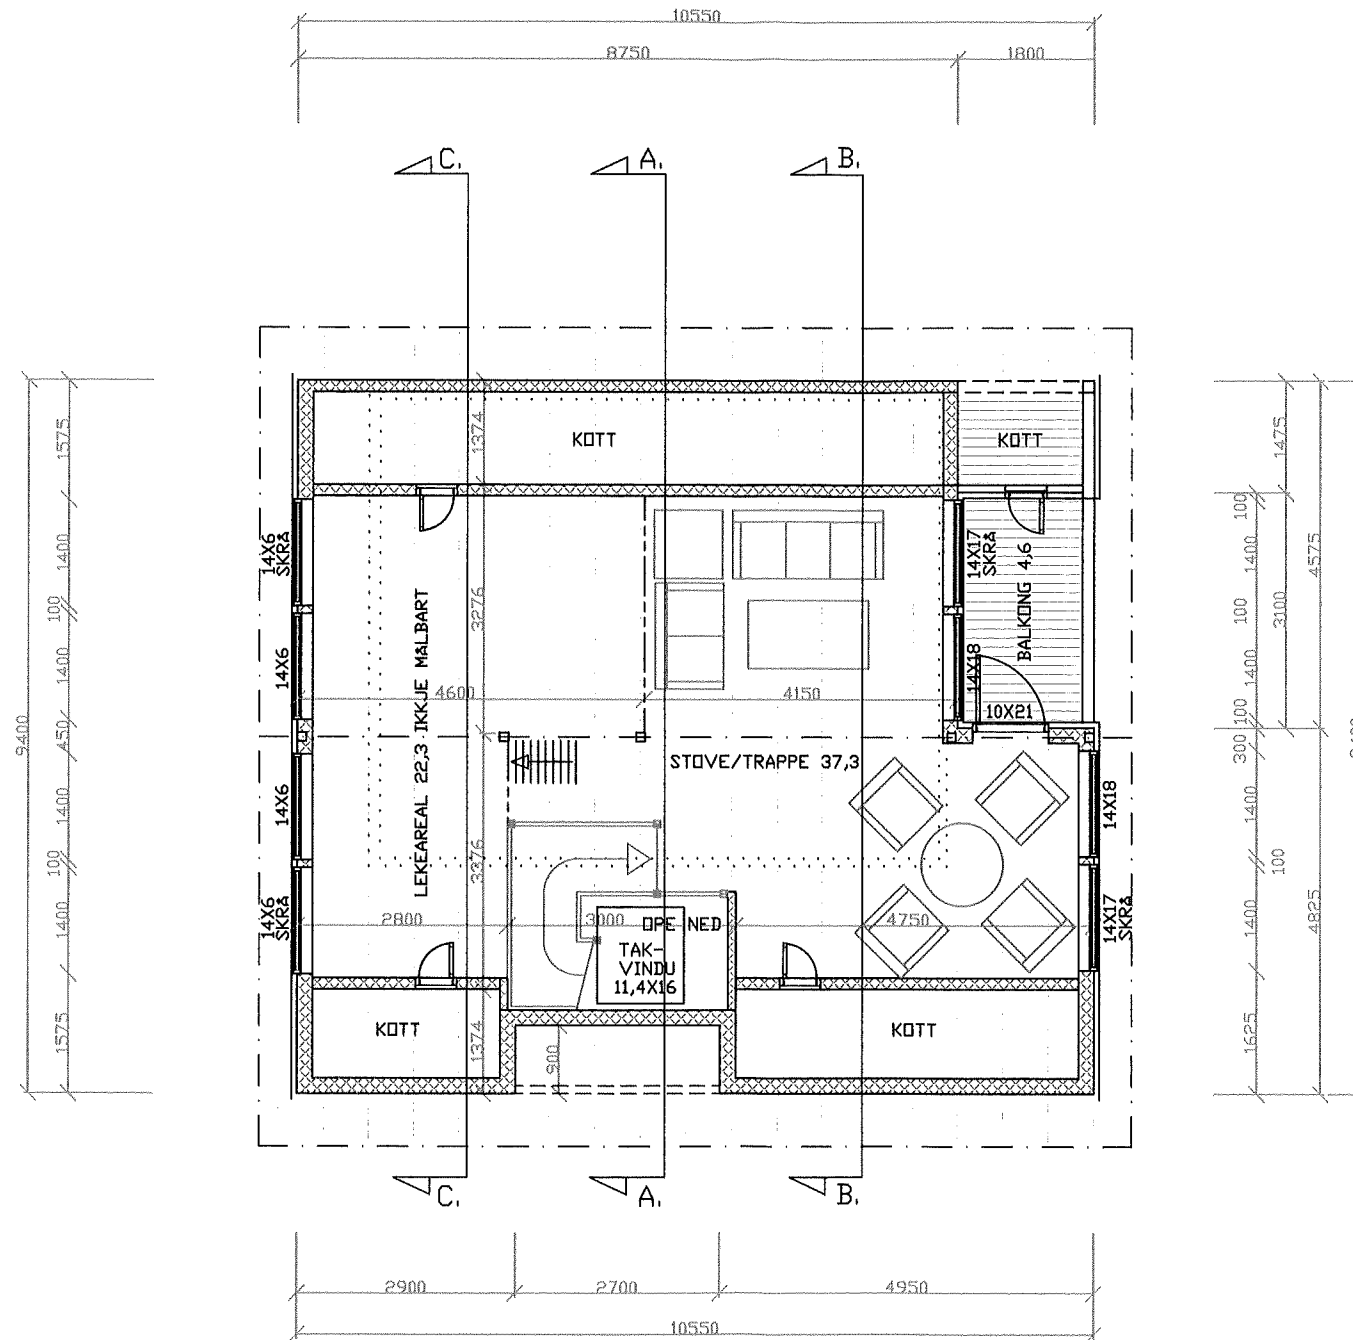 10550
8750
1800
C.
A.
B.
KOTT
KOTT
1374
1575
1400
100
1400
450
1400
100
1400
1575
9400
14X6
SKRÅ
14X6
14X6
14X6
SKRÅ
LEKEAREAL 22,3 IKKJE MÅLBART
3276
4600
4150
14X17
SKRÅ
14X18
BALKONG 4,6
10X21
STOVE/TRAPPE 37,3
3376
2800
3000
4750
OPE NED
TAK-
VINDU
11,4X16
14X18
14X17
SKRÅ
KOTT
1374
900
KOTT
100
1400
100
1400
100
300
1400
100
1400
1625
1475
3100
4575
4825
C.
A.
B.
2900
2700
4950
10550